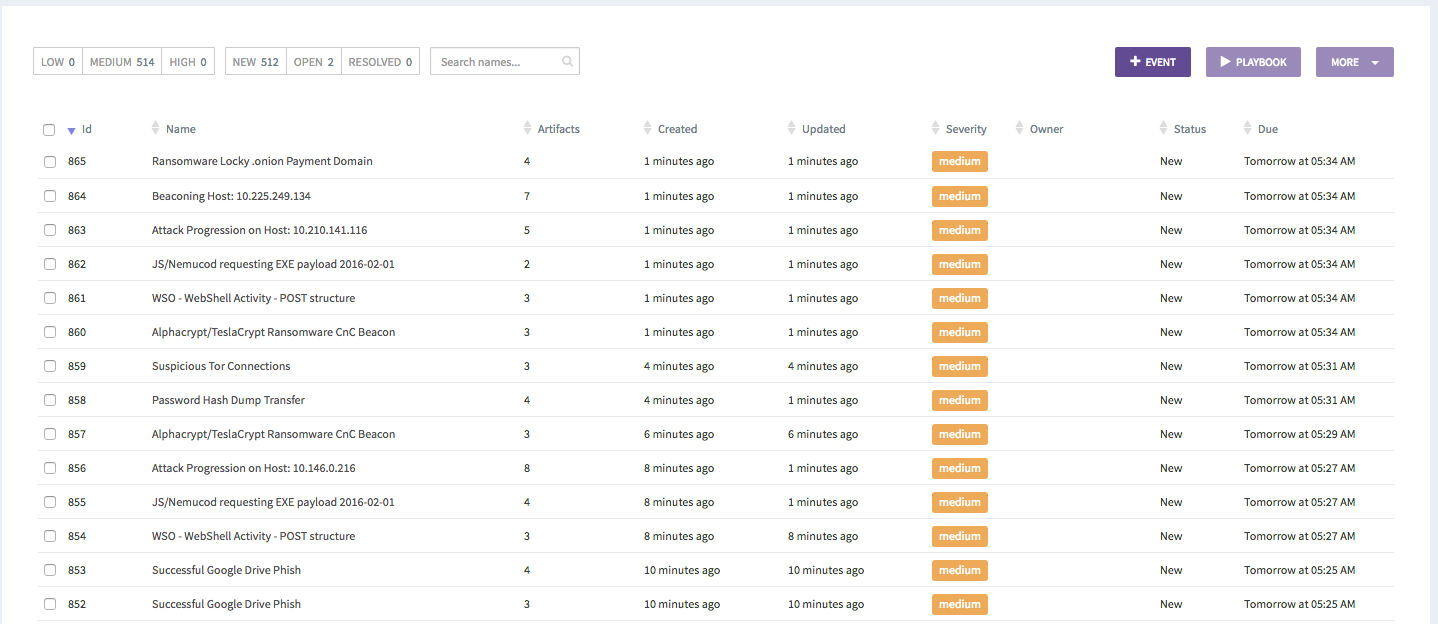 LOW 0 MEDIUM 514 HIGH 0 NEW 512 OPEN 2 RESOLVED 0 Search names... EVENT PLAYBOOK MORE
Id Name Artifacts Created Updated Severity Owner Status Due
865 Ransomware Locky .onion Payment Domain 4 1 minutes ago 1 minutes ago medium New Tomorrow at 05:34 AM
864 Beaconing Host: 10.225.249.134 7 1 minutes ago 1 minutes ago medium New Tomorrow at 05:34 AM
863 Attack Progression on Host: 10.210.141.116 5 1 minutes ago 1 minutes ago medium New Tomorrow at 05:34 AM
862 JS/Nemucod requesting EXE payload 2016-02-01 2 1 minutes ago 1 minutes ago medium New Tomorrow at 05:34 AM
861 WSO - WebShell Activity - POST structure 3 1 minutes ago 1 minutes ago medium New Tomorrow at 05:34 AM
860 Alphacrypt/TeslaCrypt Ransomware CnC Beacon 3 1 minutes ago 1 minutes ago medium New Tomorrow at 05:34 AM
859 Suspicious Tor Connections 3 4 minutes ago 4 minutes ago medium New Tomorrow at 05:31 AM
858 Password Hash Dump Transfer 4 4 minutes ago 1 minutes ago medium New Tomorrow at 05:31 AM
857 Alphacrypt/TeslaCrypt Ransomware CnC Beacon 3 6 minutes ago 6 minutes ago medium New Tomorrow at 05:29 AM
856 Attack Progression on Host: 10.146.0.216 8 8 minutes ago 1 minutes ago medium New Tomorrow at 05:27 AM
855 JS/Nemucod requesting EXE payload 2016-02-01 4 8 minutes ago 1 minutes ago medium New Tomorrow at 05:27 AM
854 WSO - WebShell Activity - POST structure 3 8 minutes ago 8 minutes ago medium New Tomorrow at 05:27 AM
853 Successful Google Drive Phish 4 10 minutes ago 10 minutes ago medium New Tomorrow at 05:25 AM
852 Successful Google Drive Phish 3 10 minutes ago 10 minutes ago medium New Tomorrow at 05:25 AM